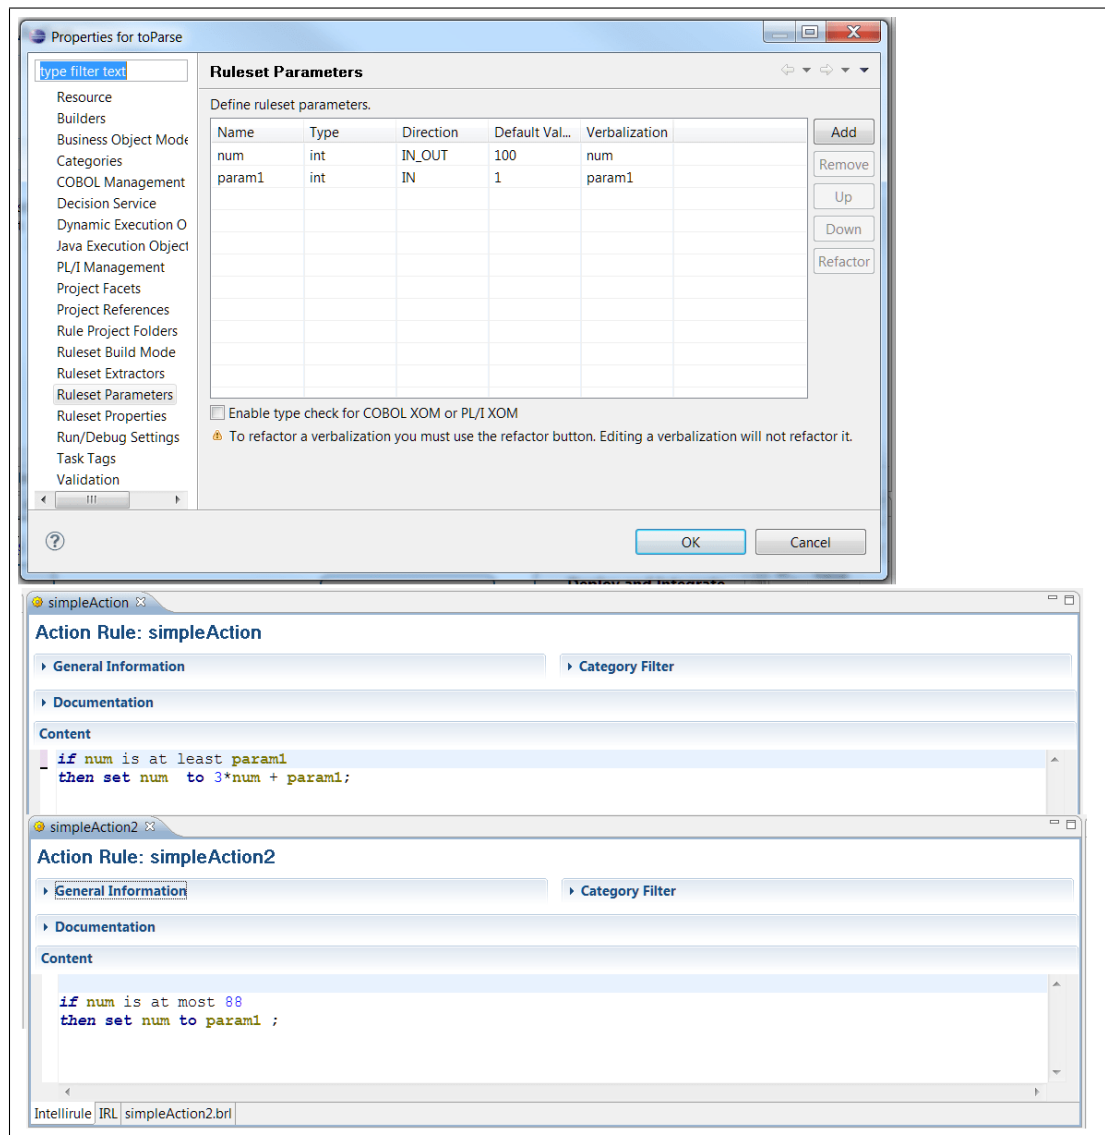 Properties for toParse
type filter text
Resource
Builders
Business Object Mode
Categories
COBOL Management
Decision Service
Dynamic Execution O
Java Execution Object
PL/I Management
Project Facets
Project References
Rule Project Folders
Ruleset Build Mode
Ruleset Extractors
Ruleset Parameters
Ruleset Properties
Run/Debug Settings
Task Tags
Validation
Ruleset Parameters
Define ruleset parameters.
Name Type Direction Default Val... Verbalization
num int IN_OUT 100 num
param1 int IN 1 param1
Add
Remove
Up
Down
Refactor
Enable type check for COBOL XOM or PL/I XOM
To refactor a verbalization you must use the refactor button. Editing a verbalization will not refactor it.
OK Cancel
Deploy and Integrate
simpleAction
Action Rule: simpleAction
General Information Category Filter
Documentation
Content
if num is at least param1
then set num to 3*num + param1;
simpleAction2
Action Rule: simpleAction2
General Information Category Filter
Documentation
Content
if num is at most 88
then set num to param1 ;
Intellirule IRL simpleAction2.brl